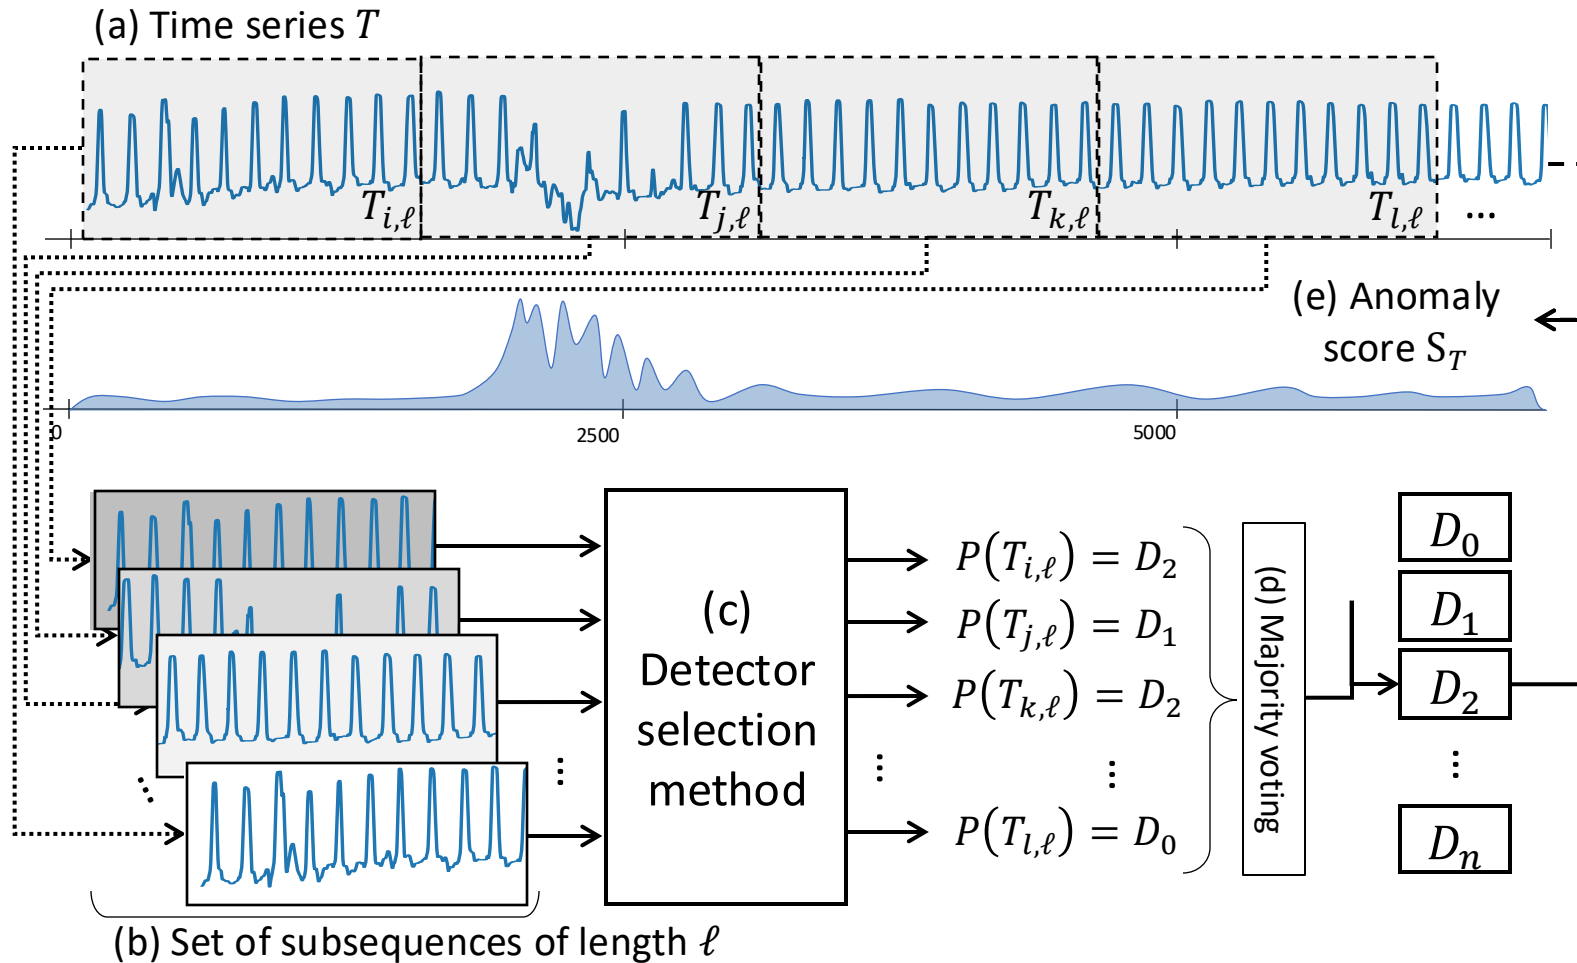 (a) Time series T
T_{i,ℓ} T_{j,ℓ} T_{k,ℓ} T_{l,ℓ} ...
(e) Anomaly
score S_T
0 2500 5000
(c)
Detector
selection
method
P(T_{i,ℓ}) = D_2
P(T_{j,ℓ}) = D_1
P(T_{k,ℓ}) = D_2
⋮
P(T_{l,ℓ}) = D_0
(d) Majority voting
D_0
D_1
D_2
⋮
D_n
(b) Set of subsequences of length ℓ